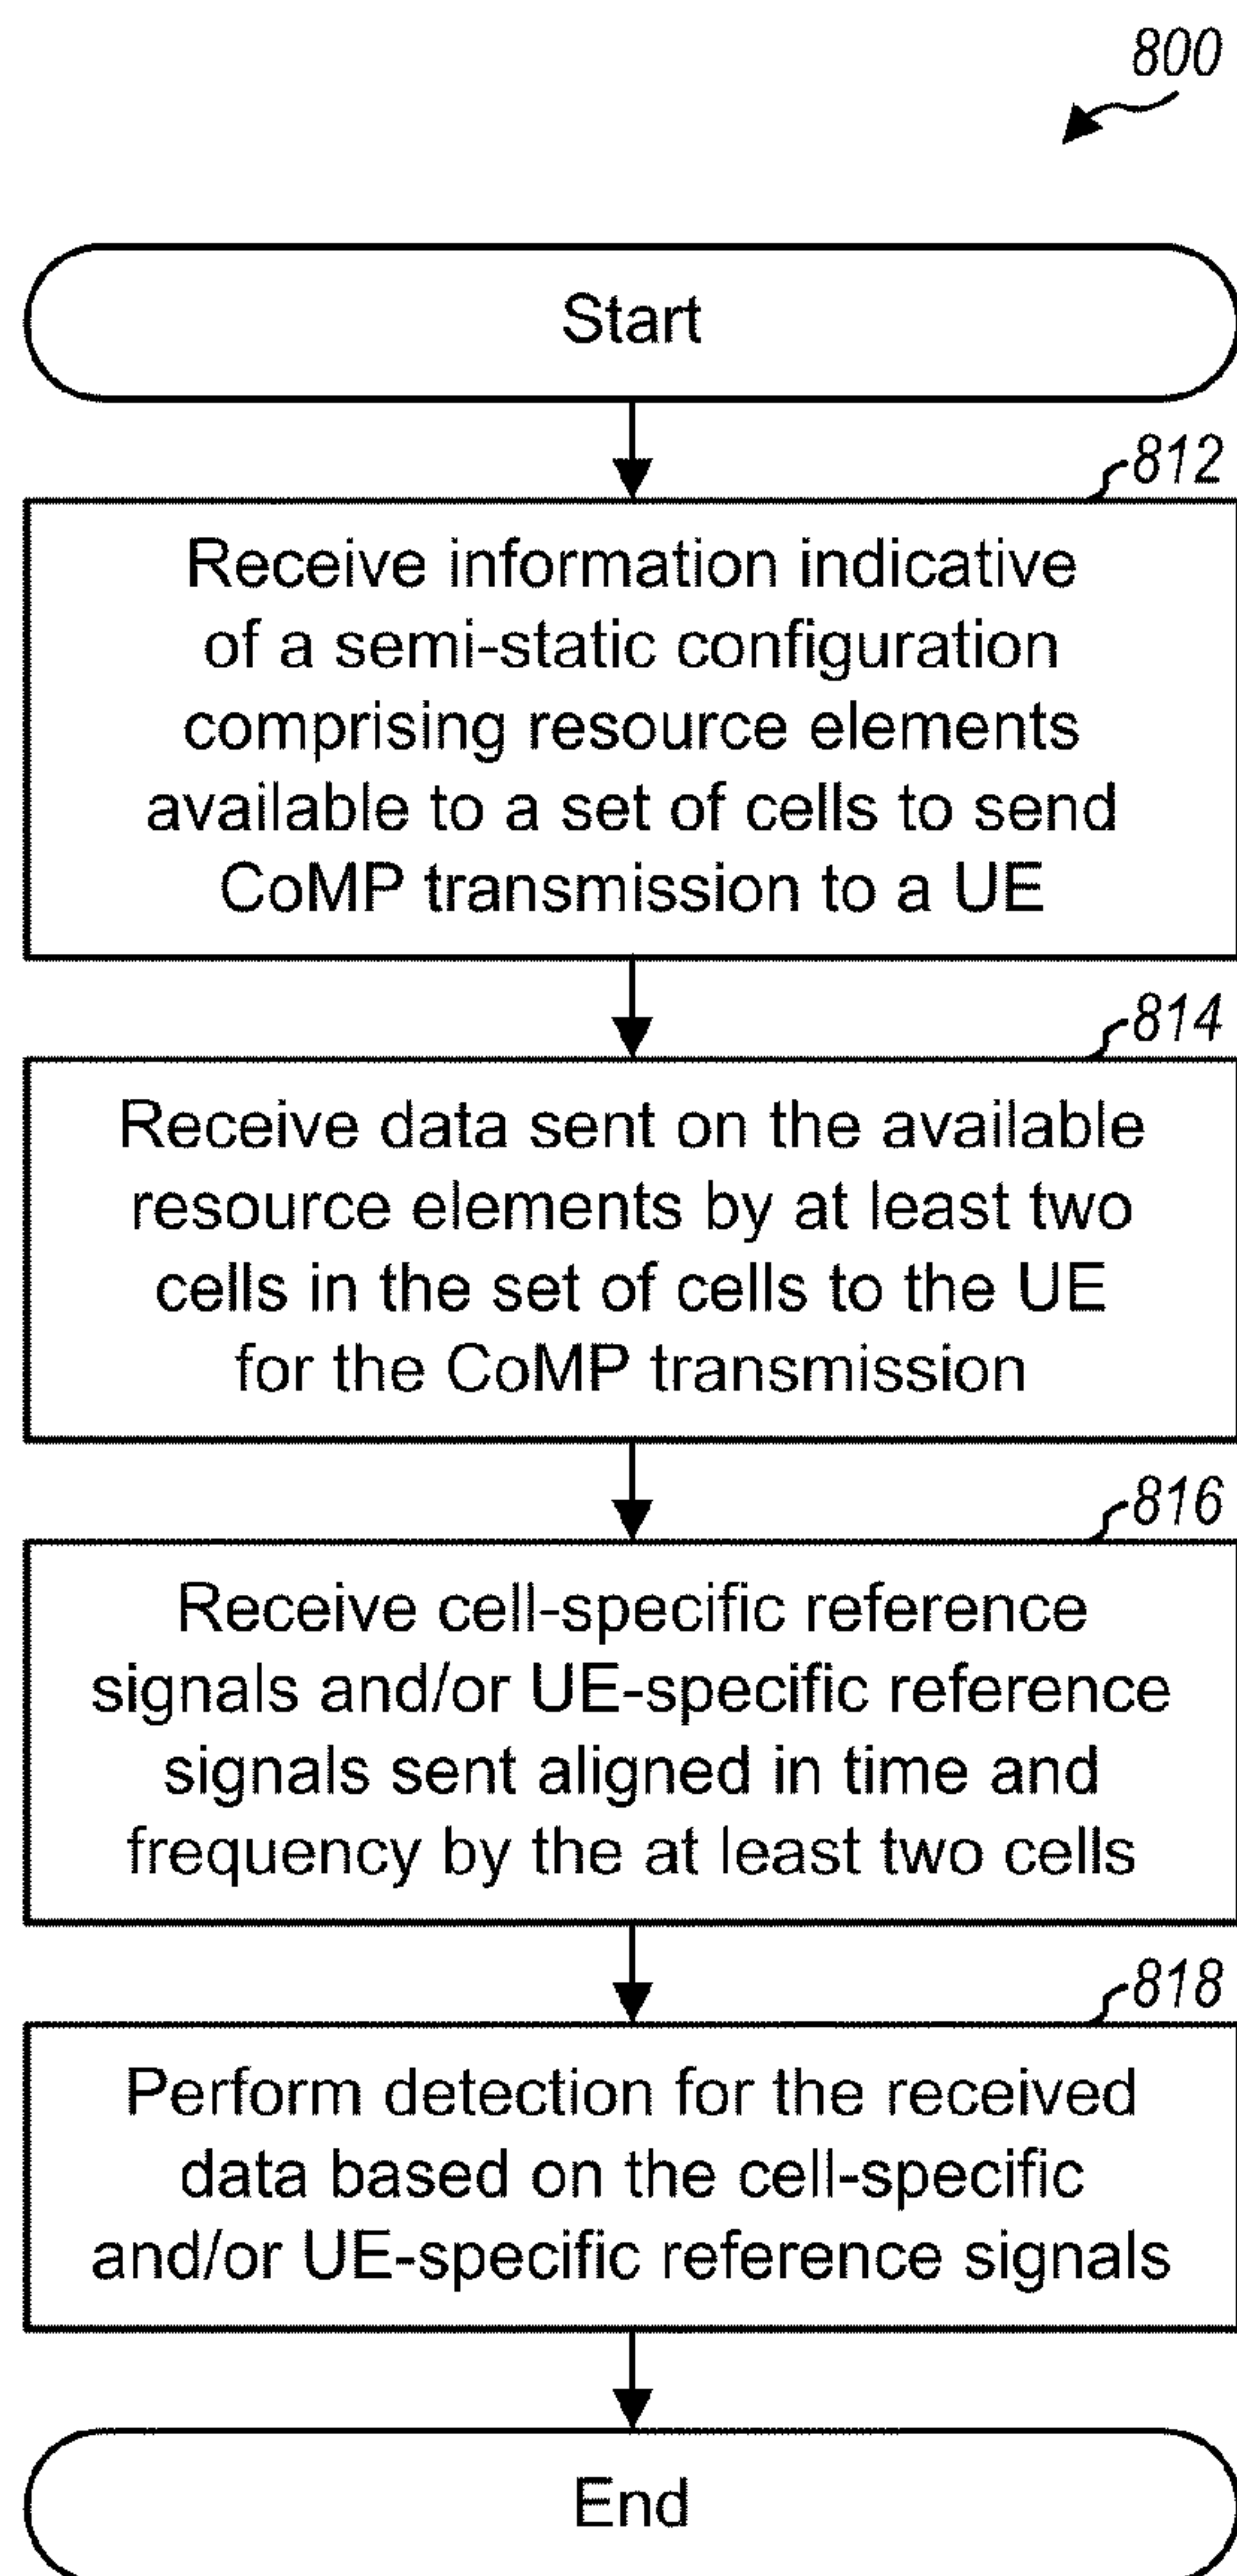 800
Start
812
Receive information indicative
of a semi-static configuration
comprising resource elements
available to a set of cells to send
CoMP transmission to a UE
814
Receive data sent on the available
resource elements by at least two
cells in the set of cells to the UE
for the CoMP transmission
816
Receive cell-specific reference
signals and/or UE-specific reference
signals sent aligned in time and
frequency by the at least two cells
818
Perform detection for the received
data based on the cell-specific
and/or UE-specific reference signals
End